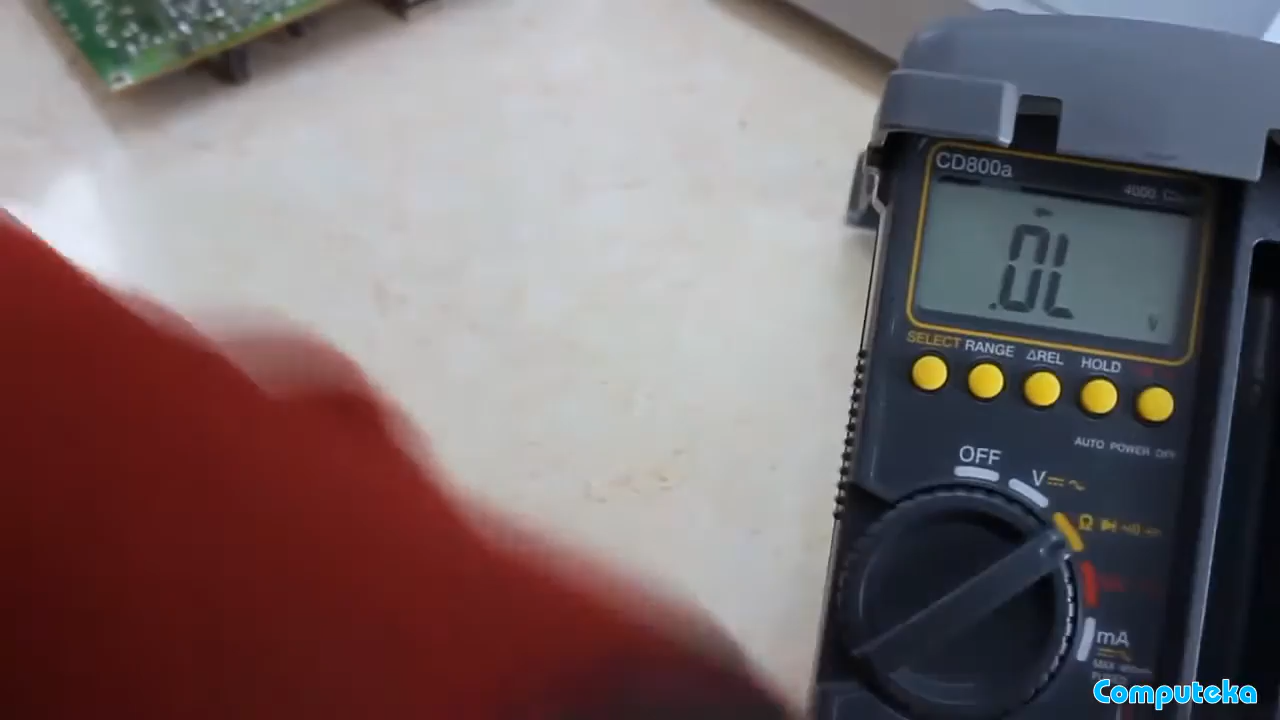 CD800a
4000
.0L
V
SELECT RANGE ΔREL HOLD
AUTO POWER OFF
OFF
V
Ω
mA
Computeka